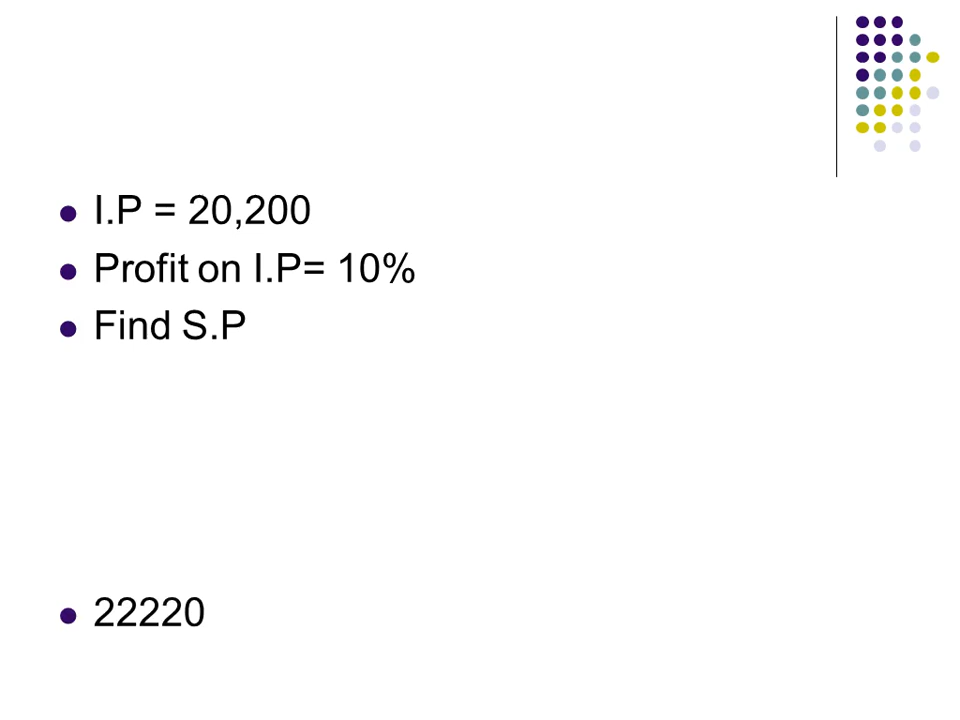 I.P = 20,200
Profit on I.P= 10%
Find S.P
22220